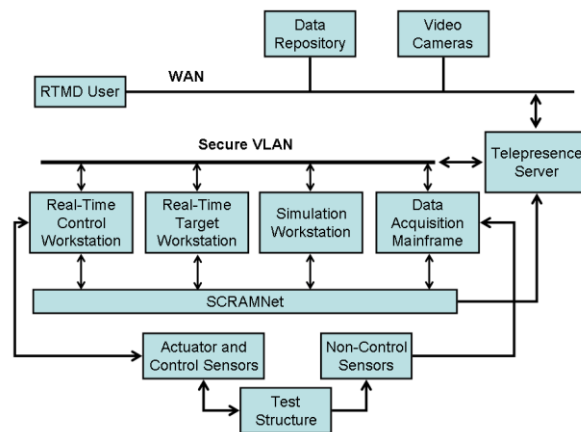 Data
Repository
Video
Cameras
WAN
RTMD User
Secure VLAN
Telepresence
Server
Real-Time
Control
Workstation
Real-Time
Target
Workstation
Simulation
Workstation
Data
Acquisition
Mainframe
SCRAMNet
Actuator and
Control Sensors
Non-Control
Sensors
Test
Structure